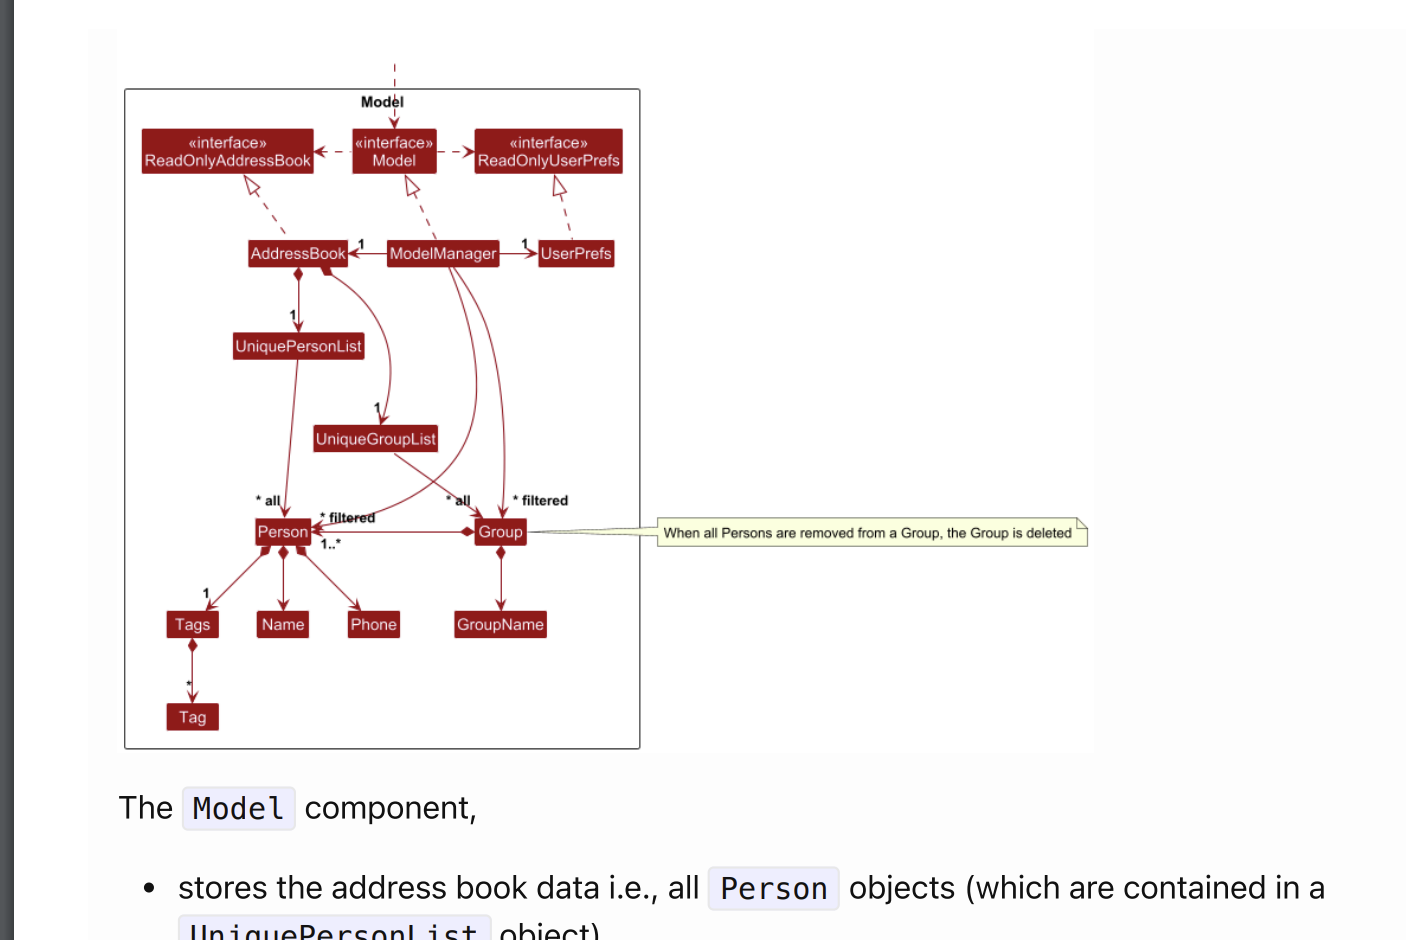 Model
«interface»
ReadOnlyAddressBook
«interface»
Model
«interface»
ReadOnlyUserPrefs
AddressBook
1
ModelManager
1
UserPrefs
1
UniquePersonList
1
UniqueGroupList
* all
* filtered
* all
* filtered
Person
1..*
Group
When all Persons are removed from a Group, the Group is deleted
1
Tags
Name
Phone
GroupName
*
Tag
The Model component,
• stores the address book data i.e., all Person objects (which are contained in a
UniquePersonList object)